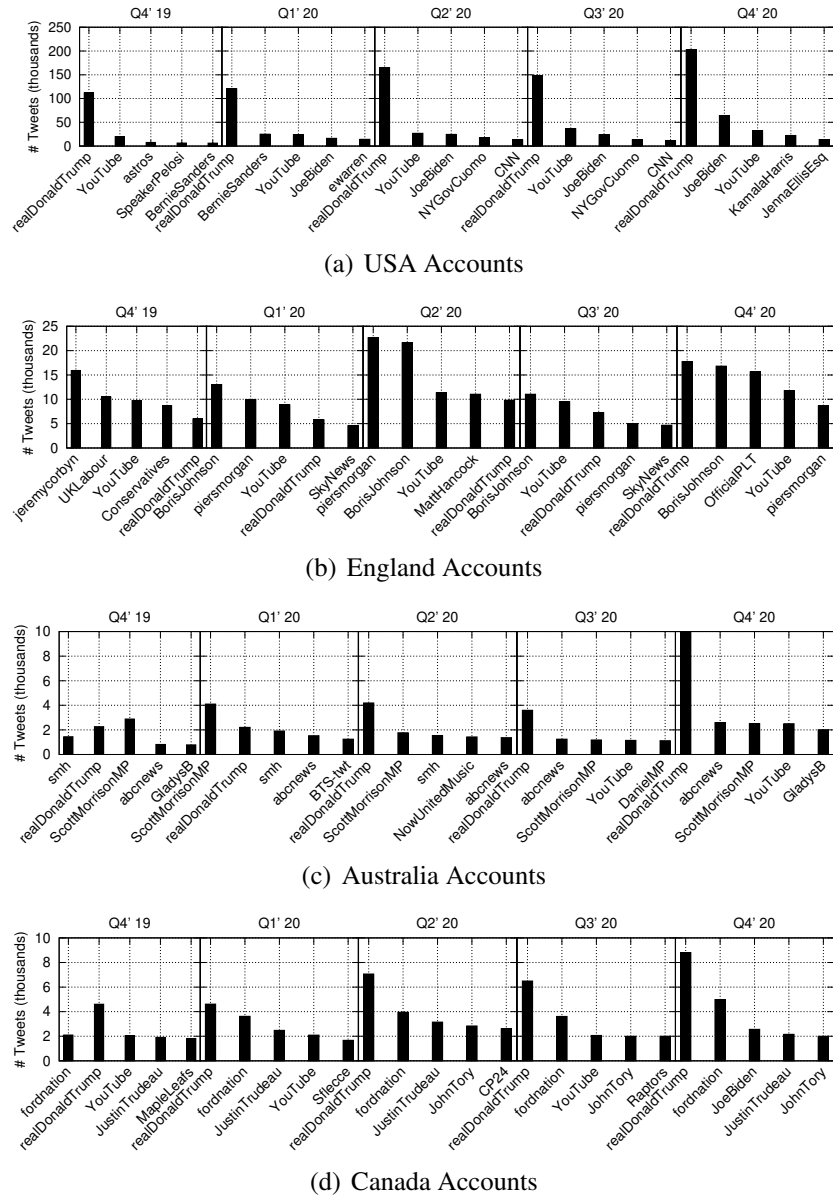 Q4' 19 Q1' 20 Q2' 20 Q3' 20 Q4' 20
# Tweets (thousands)
250
200
150
100
50
0
realDonaldTrump YouTube astros SpeakerPelosi BernieSanders realDonaldTrump BernieSanders YouTube JoeBiden ewarren realDonaldTrump YouTube JoeBiden NYGovCuomo CNN realDonaldTrump YouTube JoeBiden NYGovCuomo CNN realDonaldTrump JoeBiden YouTube KamalaHarris JennaEllisEsq
(a) USA Accounts
Q4' 19 Q1' 20 Q2' 20 Q3' 20 Q4' 20
# Tweets (thousands)
25
20
15
10
5
0
jeremycorbyn UKLabour YouTube Conservatives realDonaldTrump BorisJohnson piersmorgan YouTube realDonaldTrump SkyNews piersmorgan BorisJohnson YouTube MattHancock realDonaldTrump BorisJohnson YouTube realDonaldTrump piersmorgan SkyNews realDonaldTrump BorisJohnson OfficialPLT YouTube piersmorgan
(b) England Accounts
Q4' 19 Q1' 20 Q2' 20 Q3' 20 Q4' 20
# Tweets (thousands)
10
8
6
4
2
0
smh realDonaldTrump ScottMorrisonMP abcnews GladysB ScottMorrisonMP realDonaldTrump smh abcnews BTS-twt realDonaldTrump ScottMorrisonMP smh NowUnitedMusic abcnews realDonaldTrump abcnews ScottMorrisonMP YouTube DanielMP realDonaldTrump abcnews ScottMorrisonMP YouTube GladysB
(c) Australia Accounts
Q4' 19 Q1' 20 Q2' 20 Q3' 20 Q4' 20
# Tweets (thousands)
10
8
6
4
2
0
fordnation realDonaldTrump YouTube JustinTrudeau MapleLeafs realDonaldTrump fordnation JustinTrudeau YouTube Sflecce realDonaldTrump fordnation JustinTrudeau JohnTory CP24 realDonaldTrump fordnation YouTube JohnTory Raptors realDonaldTrump fordnation JoeBiden JustinTrudeau JohnTory
(d) Canada Accounts